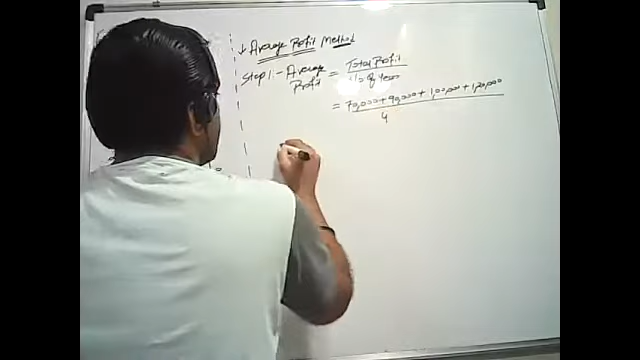 ↓ Average Profit Method
Step 1:- Average Profit = Total Profit / No of Years
= 70,000 + 90,000 + 1,00,000 + 1,20,000 / 4